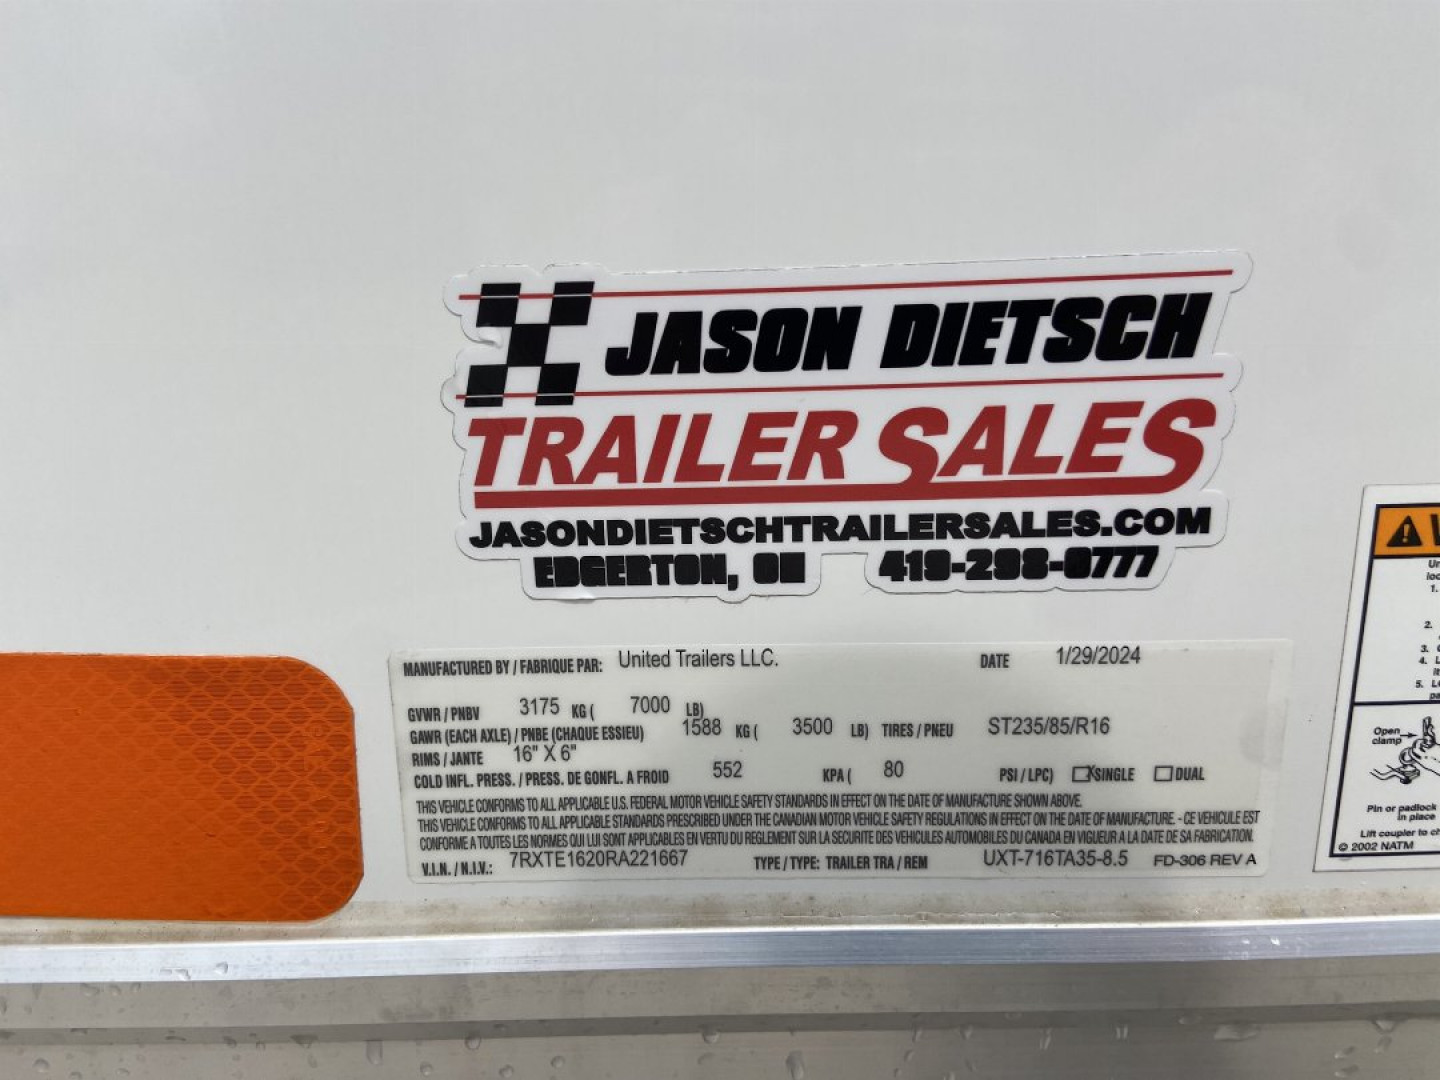 JASON DIETSCH
TRAILER SALES
JASONDIETSCHTRAILERSALES.COM
EDGERTON, OH 419-298-0777
MANUFACTURED BY / FABRIQUE PAR: United Trailers LLC. DATE 1/29/2024
GVWR / PNBV 3175 KG ( 7000 LB)
GAWR (EACH AXLE) / PNBE (CHAQUE ESSIEU) 1588 KG ( 3500 LB) TIRES / PNEU ST235/85/R16
RIMS / JANTE 16" X 6"
COLD INFL. PRESS. / PRESS. DE GONFL. A FROID 552 KPA ( 80 PSI / LPC) SINGLE DUAL
THIS VEHICLE CONFORMS TO ALL APPLICABLE U.S. FEDERAL MOTOR VEHICLE SAFETY STANDARDS IN EFFECT ON THE DATE OF MANUFACTURE SHOWN ABOVE.
THIS VEHICLE CONFORMS TO ALL APPLICABLE STANDARDS PRESCRIBED UNDER THE CANADIAN MOTOR VEHICLE SAFETY REGULATIONS IN EFFECT ON THE DATE OF MANUFACTURE. - CE VEHICULE EST
CONFORME A TOUTES LES NORMES QUI LUI SONT APPLICABLES EN VERTU DU REGLEMENT SUR LA SECURITE DES VEHICULES AUTOMOBILES DU CANADA EN VIGUEUR A LA DATE DE SA FABRICATION.
V.I.N. / N.I.V.: 7RXTE1620RA221667 TYPE / TYPE: TRAILER TRA / REM UXT-716TA35-8.5 FD-306 REV A
1.
2.
3.
4.
5.
Open
clamp
Pin or padlock
in place
Lift coupler to
© 2002 NATM